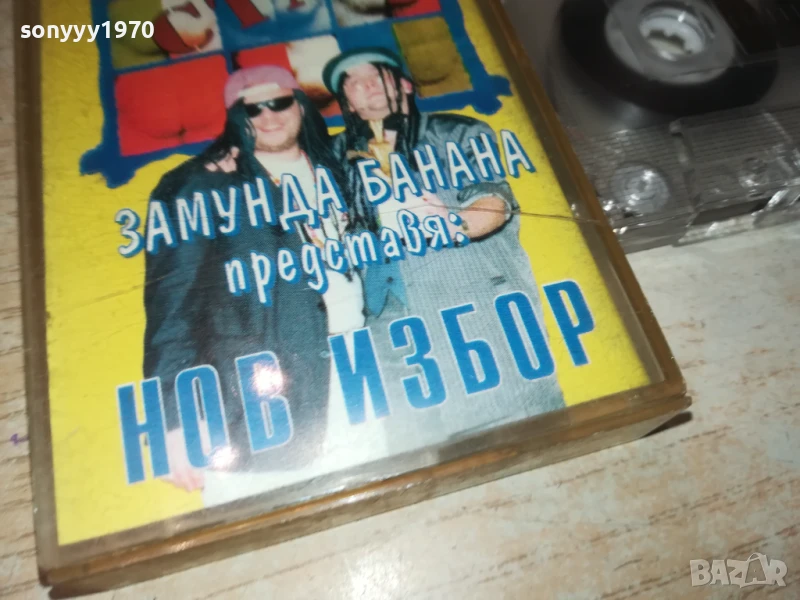 sonyyy1970
ЗАМУНДА БАНАНА
представя:
НОВ ИЗБОР
BAZAR